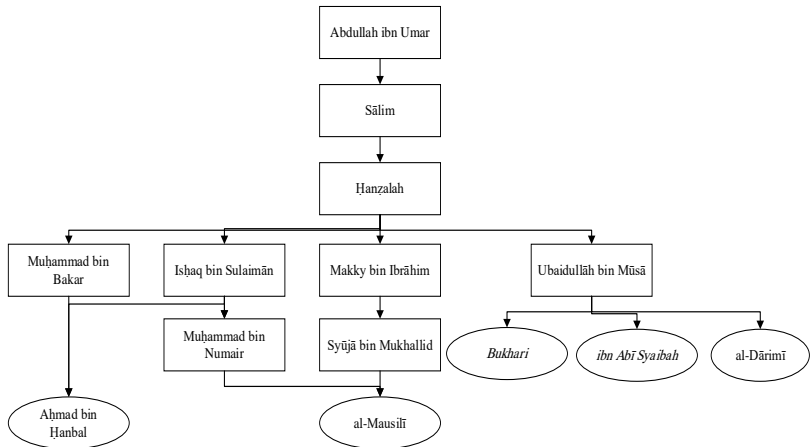 Abdullah ibn Umar
Sālim
Ḥanẓalah
Muḥammad bin
Bakar
Isḥaq bin Sulaimān
Makky bin Ibrāhim
Ubaidullāh bin Mūsā
Muḥammad bin
Numair
Syūjā bin Mukhallid
Bukhari
ibn Abī Syaibah
al-Dārimī
Aḥmad bin
Ḥanbal
al-Mausilī